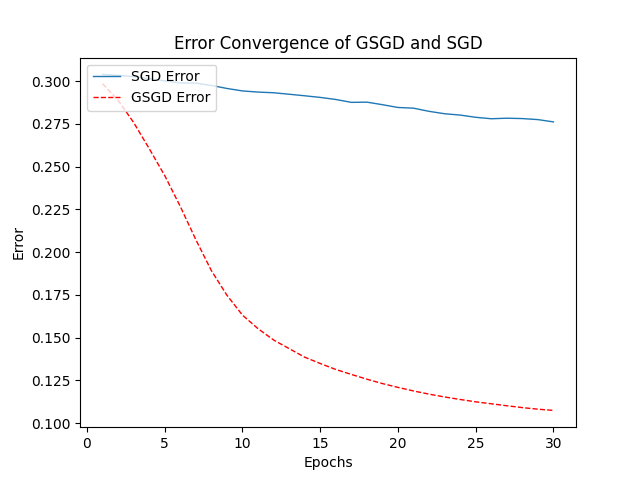 Error Convergence of GSGD and SGD
SGD Error
GSGD Error
0.300
0.275
0.250
0.225
0.200
0.175
0.150
0.125
0.100
Error
0 5 10 15 20 25 30
Epochs